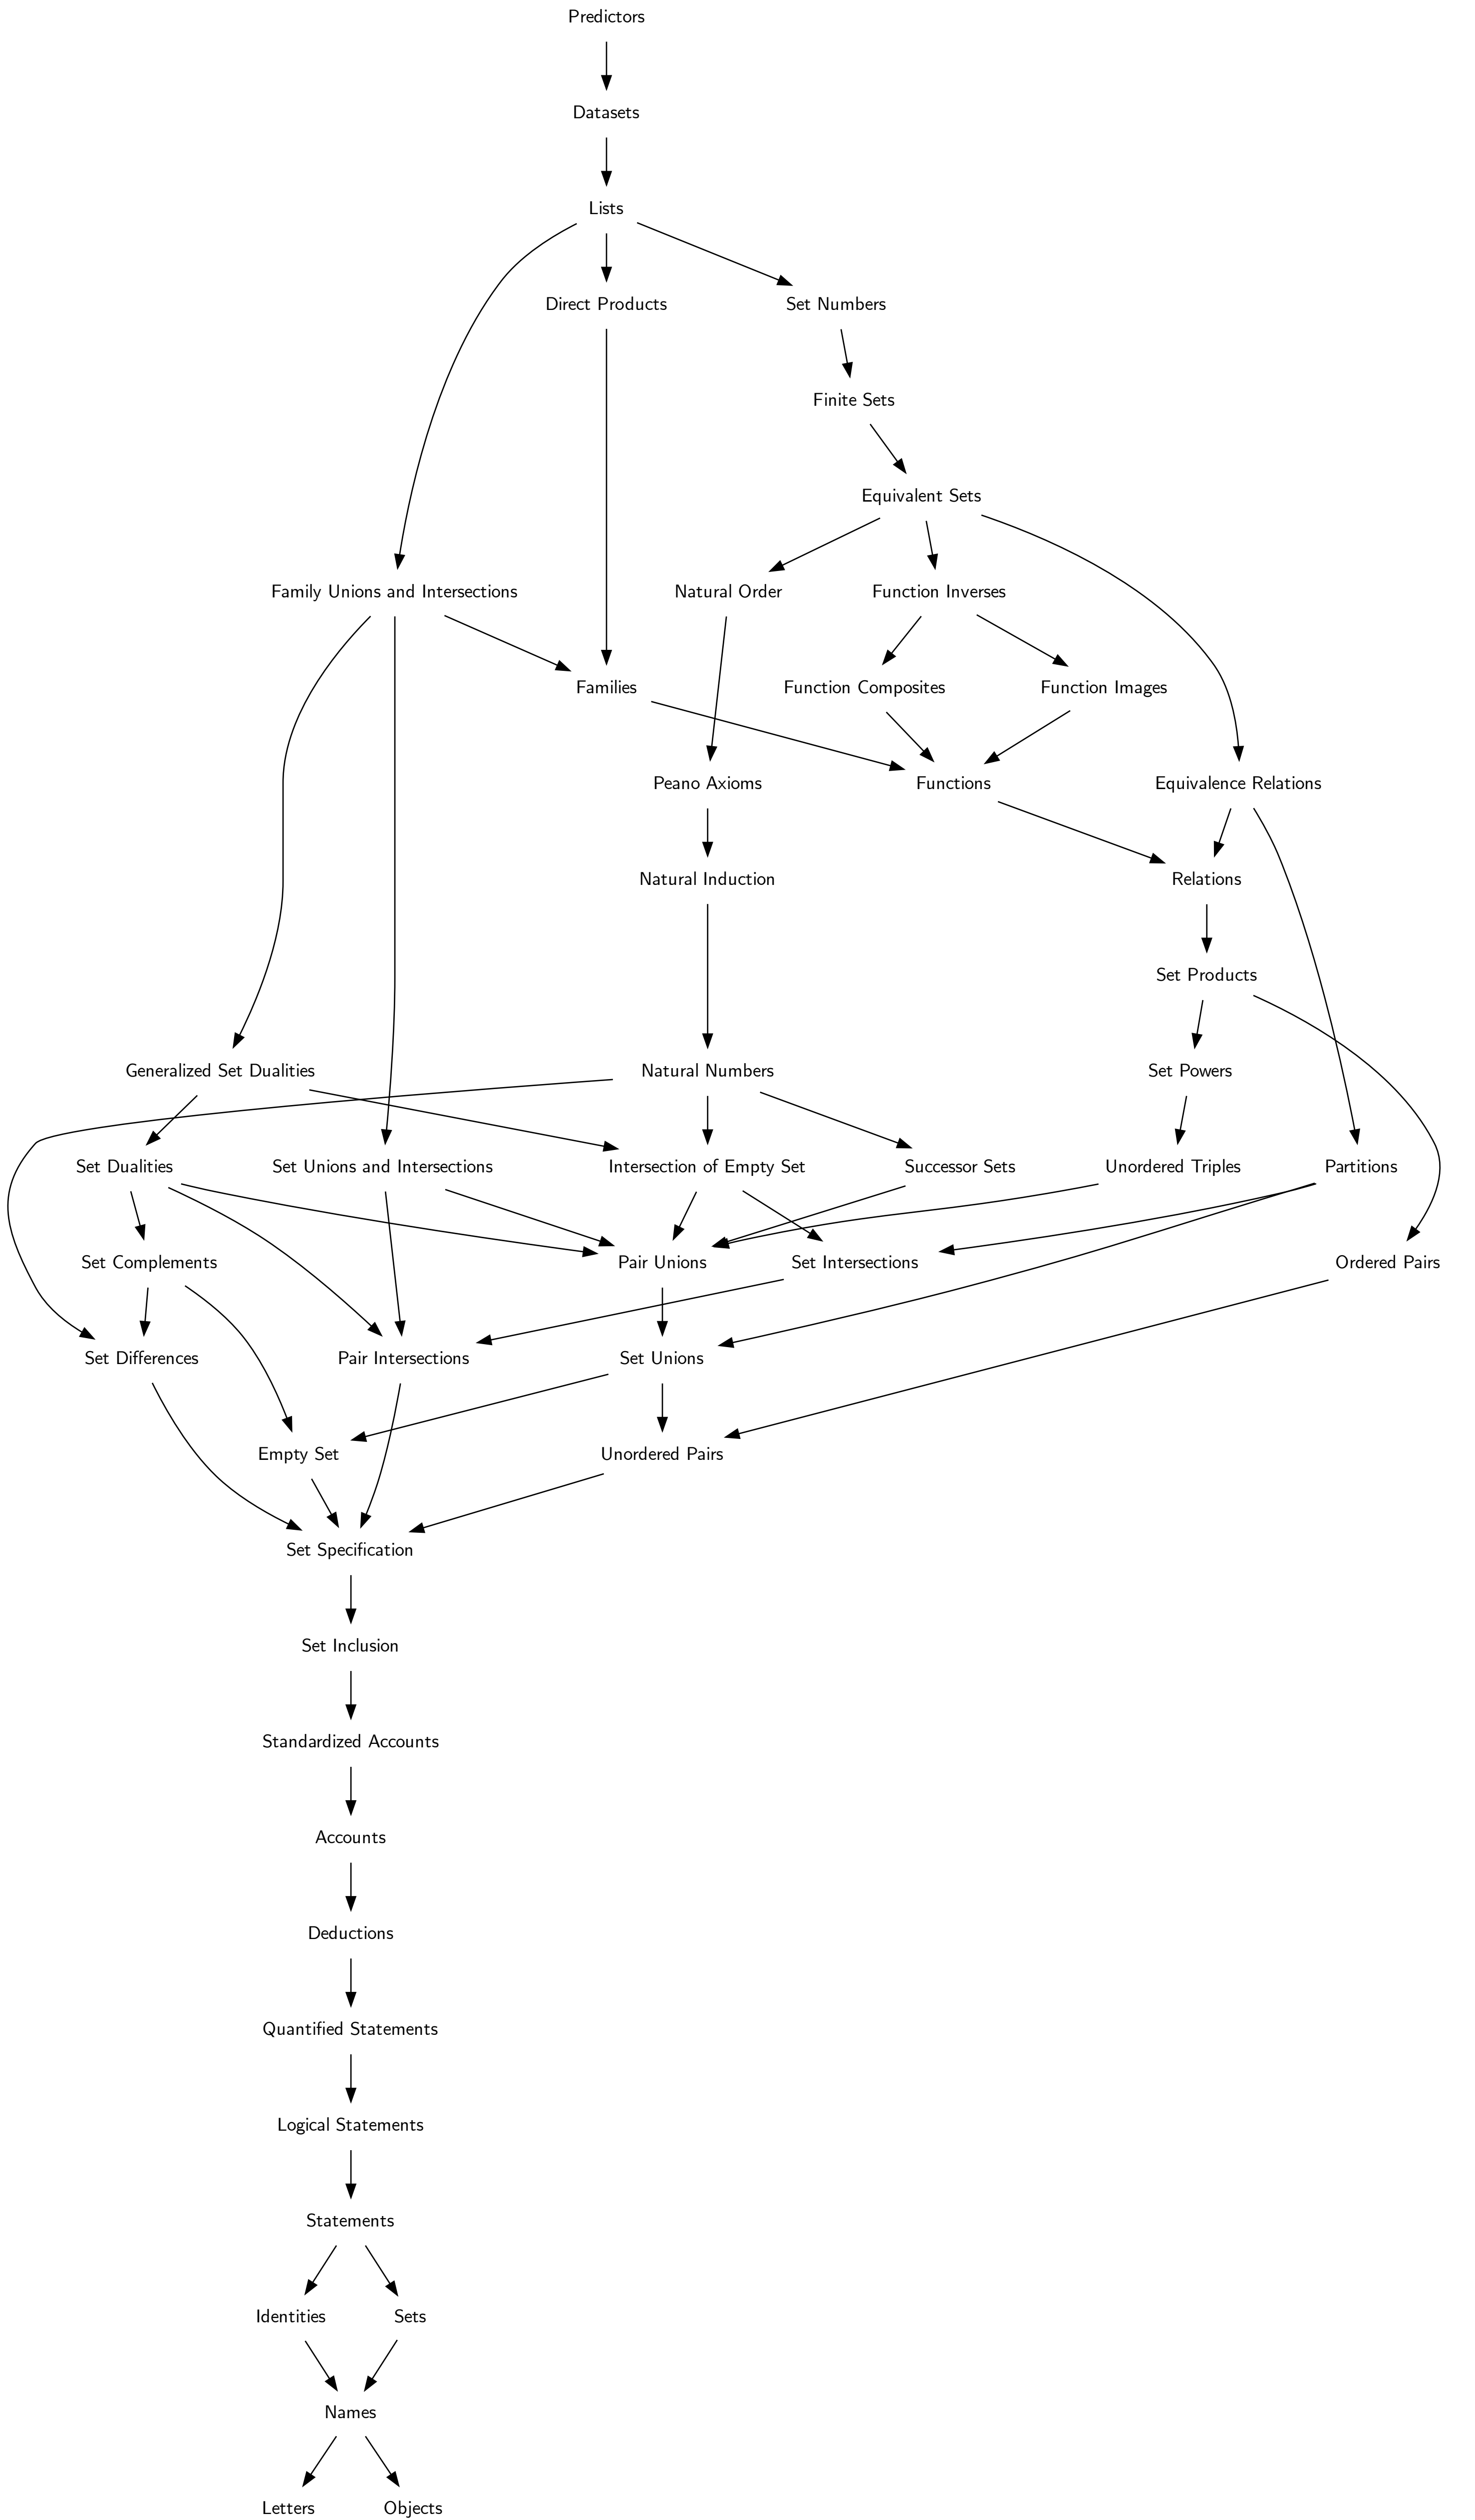 Predictors
Datasets
Lists
Direct Products
Set Numbers
Finite Sets
Equivalent Sets
Family Unions and Intersections
Natural Order
Function Inverses
Families
Function Composites
Function Images
Peano Axioms
Functions
Equivalence Relations
Natural Induction
Relations
Set Products
Generalized Set Dualities
Natural Numbers
Set Powers
Set Dualities
Set Unions and Intersections
Intersection of Empty Set
Successor Sets
Unordered Triples
Partitions
Set Complements
Pair Unions
Set Intersections
Ordered Pairs
Set Differences
Pair Intersections
Set Unions
Empty Set
Unordered Pairs
Set Specification
Set Inclusion
Standardized Accounts
Accounts
Deductions
Quantified Statements
Logical Statements
Statements
Identities
Sets
Names
Letters
Objects